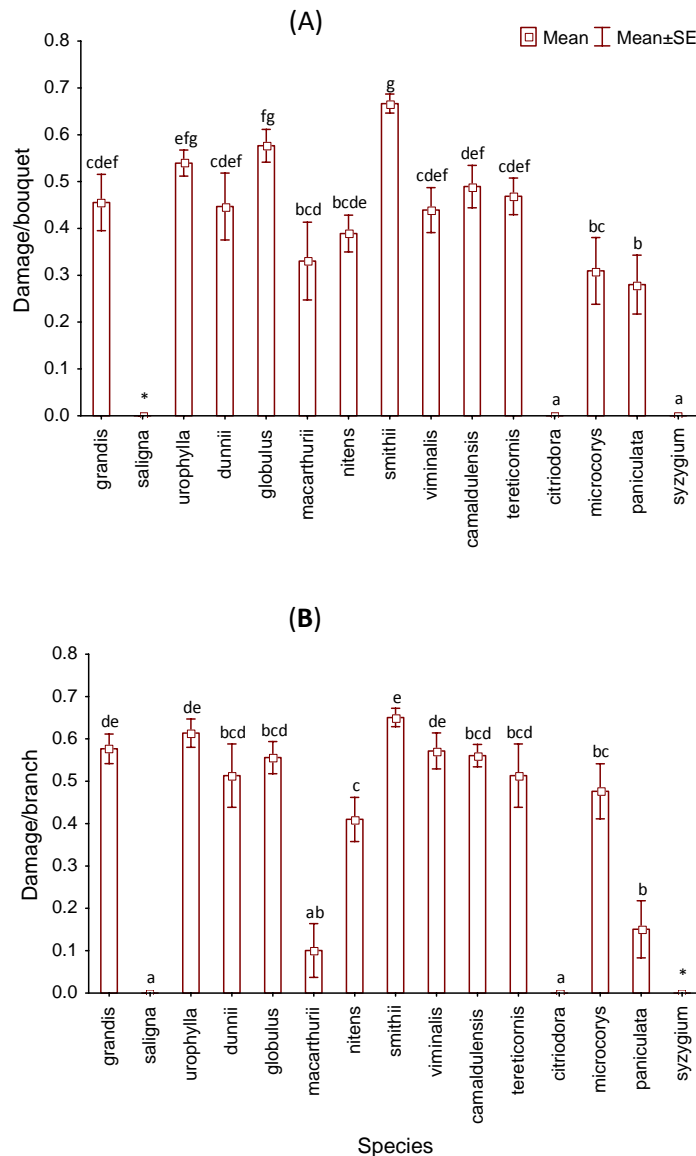 (A)
Mean Mean±SE
Damage/bouquet
0.8
0.7
0.6
0.5
0.4
0.3
0.2
0.1
0.0
cdef * efg cdef fg bcd bcde g cdef def cdef a bc b a
grandis saligna urophylla dunnii globulus macarthurii nitens smithii viminalis camaldulensis tereticornis citriodora microcorys paniculata syzygium
(B)
Damage/branch
0.8
0.7
0.6
0.5
0.4
0.3
0.2
0.1
0.0
de a de bcd bcd ab c e de bcd bcd a bc b *
grandis saligna urophylla dunnii globulus macarthurii nitens smithii viminalis camaldulensis tereticornis citriodora microcorys paniculata syzygium
Species